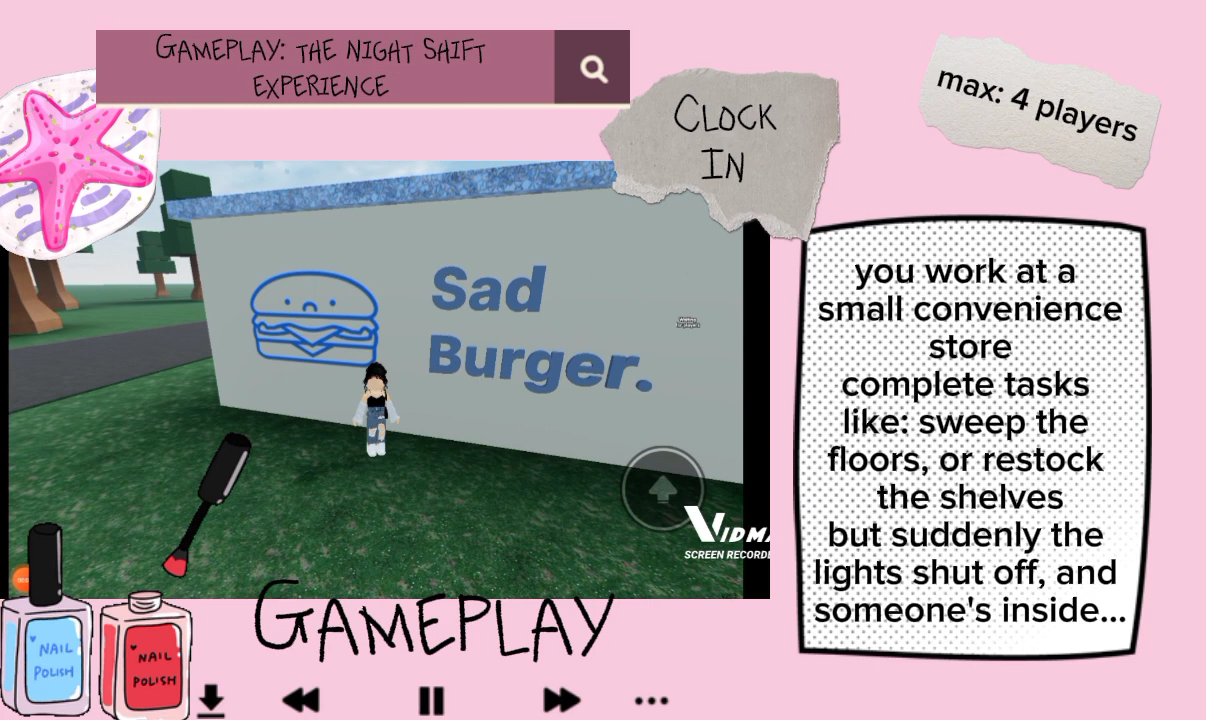 GAMEPLAY: THE NIGHT SHIFT
EXPERIENCE
CLOCK
IN
max: 4 players
Sad
Burger.
you work at a
small convenience
store
complete tasks
like: sweep the
floors, or restock
the shelves
but suddenly the
lights shut off, and
someone's inside...
VIDMA
SCREEN RECORDE
GAMEPLAY
NAIL
POLISH
NAIL
POLISH